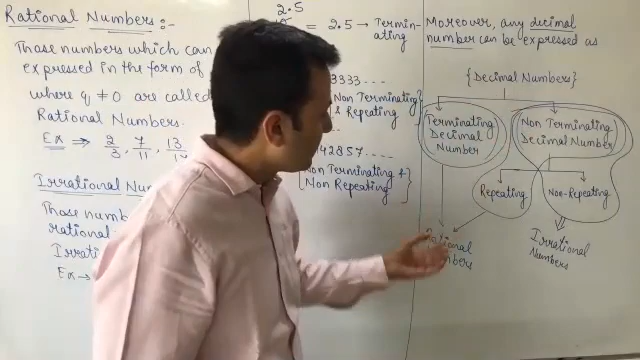 Rational Numbers:-
Those numbers which can
expressed in the form of
where q ≠ 0 are called
Rational Numbers.
Ex → 2/3, 7/11, 13/17
Irrational Num
Those numb
rational.
Irrati
Ex →
2.5
= 2.5 → Termin-
ating
3333....
Non Terminating
& Repeating
42857....
Non Terminating &
Non Repeating
Moreover, any decimal
number can be expressed as
{Decimal Numbers}
Terminating
Decimal
Number
Non Terminating
Decimal Number
Repeating
Non-Repeating
Rational
Numbers
Irrational
Numbers